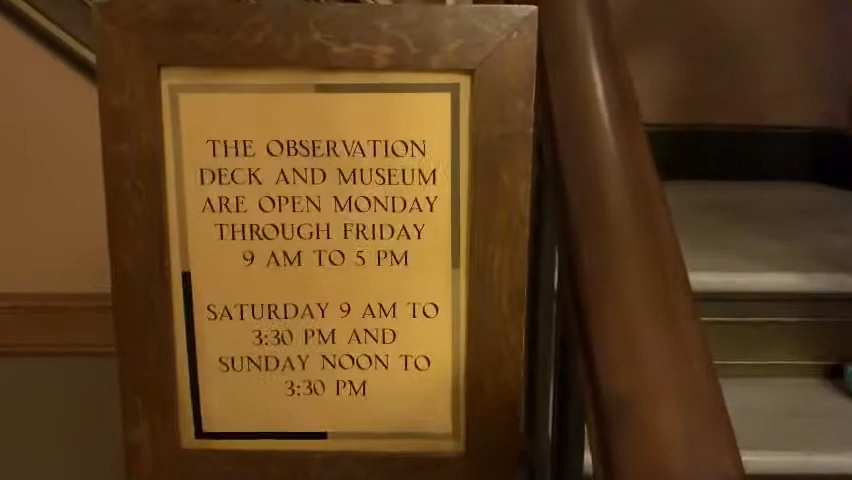 THE OBSERVATION
DECK AND MUSEUM
ARE OPEN MONDAY
THROUGH FRIDAY
9 AM TO 5 PM
SATURDAY 9 AM TO
3:30 PM AND
SUNDAY NOON TO
3:30 PM